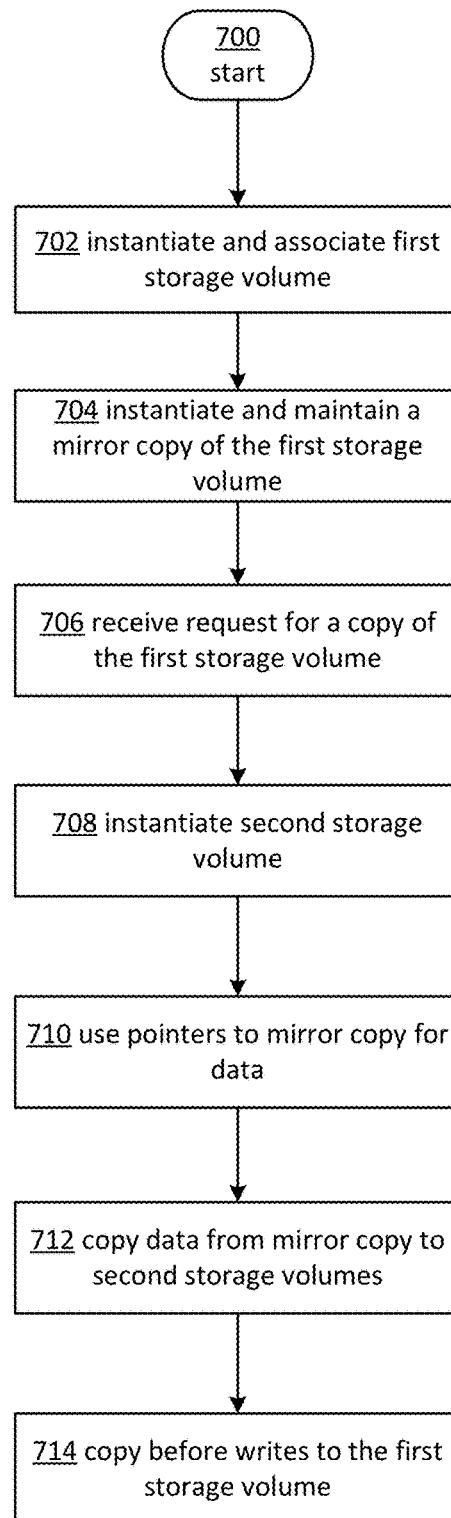 700
start
702 instantiate and associate first
storage volume
704 instantiate and maintain a
mirror copy of the first storage
volume
706 receive request for a copy of
the first storage volume
708 instantiate second storage
volume
710 use pointers to mirror copy for
data
712 copy data from mirror copy to
second storage volumes
714 copy before writes to the first
storage volume